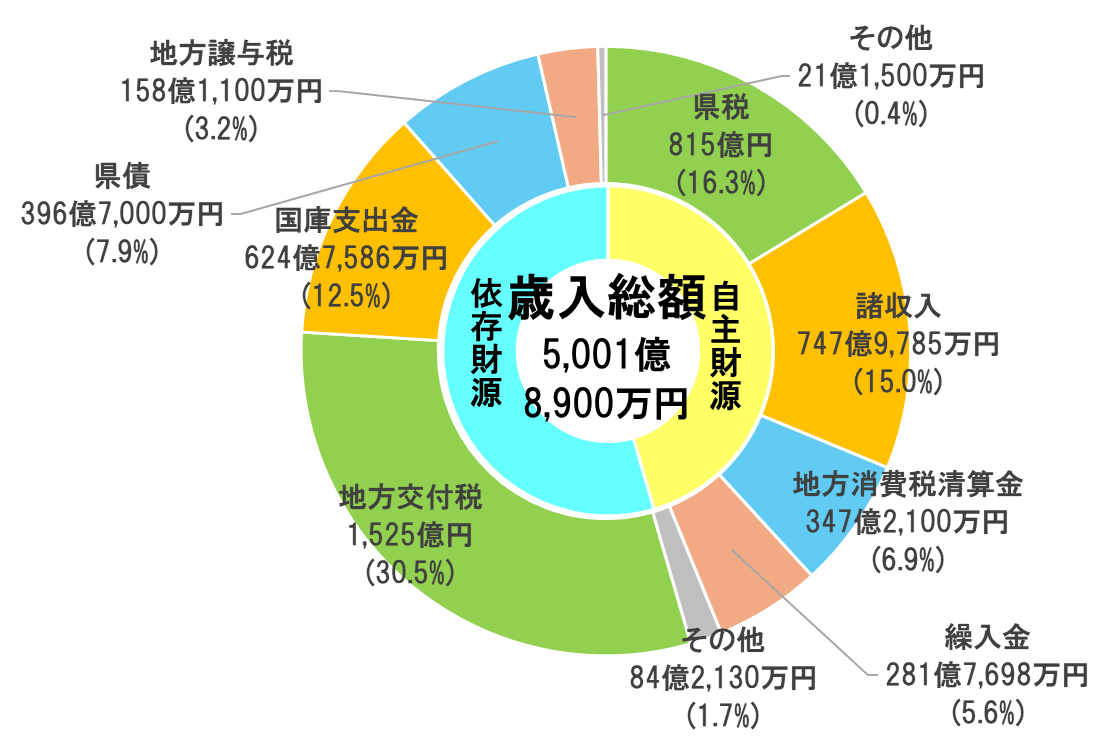 歳入総額
5,001億
8,900万円
自主財源
依存財源
県税
815億円
(16.3%)
諸収入
747億9,785万円
(15.0%)
地方消費税清算金
347億2,100万円
(6.9%)
繰入金
281億7,698万円
(5.6%)
その他
84億2,130万円
(1.7%)
地方交付税
1,525億円
(30.5%)
国庫支出金
624億7,586万円
(12.5%)
県債
396億7,000万円
(7.9%)
地方譲与税
158億1,100万円
(3.2%)
その他
21億1,500万円
(0.4%)